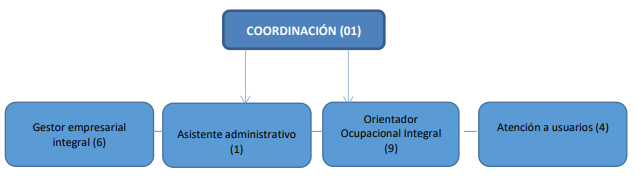 COORDINACIÓN (01)
Gestor empresarial
integral (6)
Asistente administrativo
(1)
Orientador
Ocupacional Integral
(9)
Atención a usuarios (4)